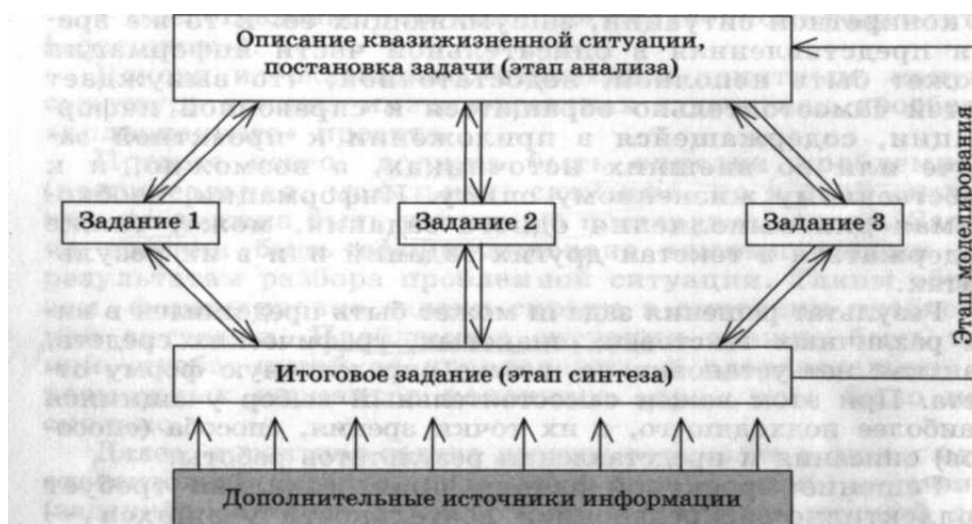 Описание квазижизненной ситуации,
постановка задачи (этап анализа)
Задание 1
Задание 2
Задание 3
Этап моделирования
Итоговое задание (этап синтеза)
Дополнительные источники информации